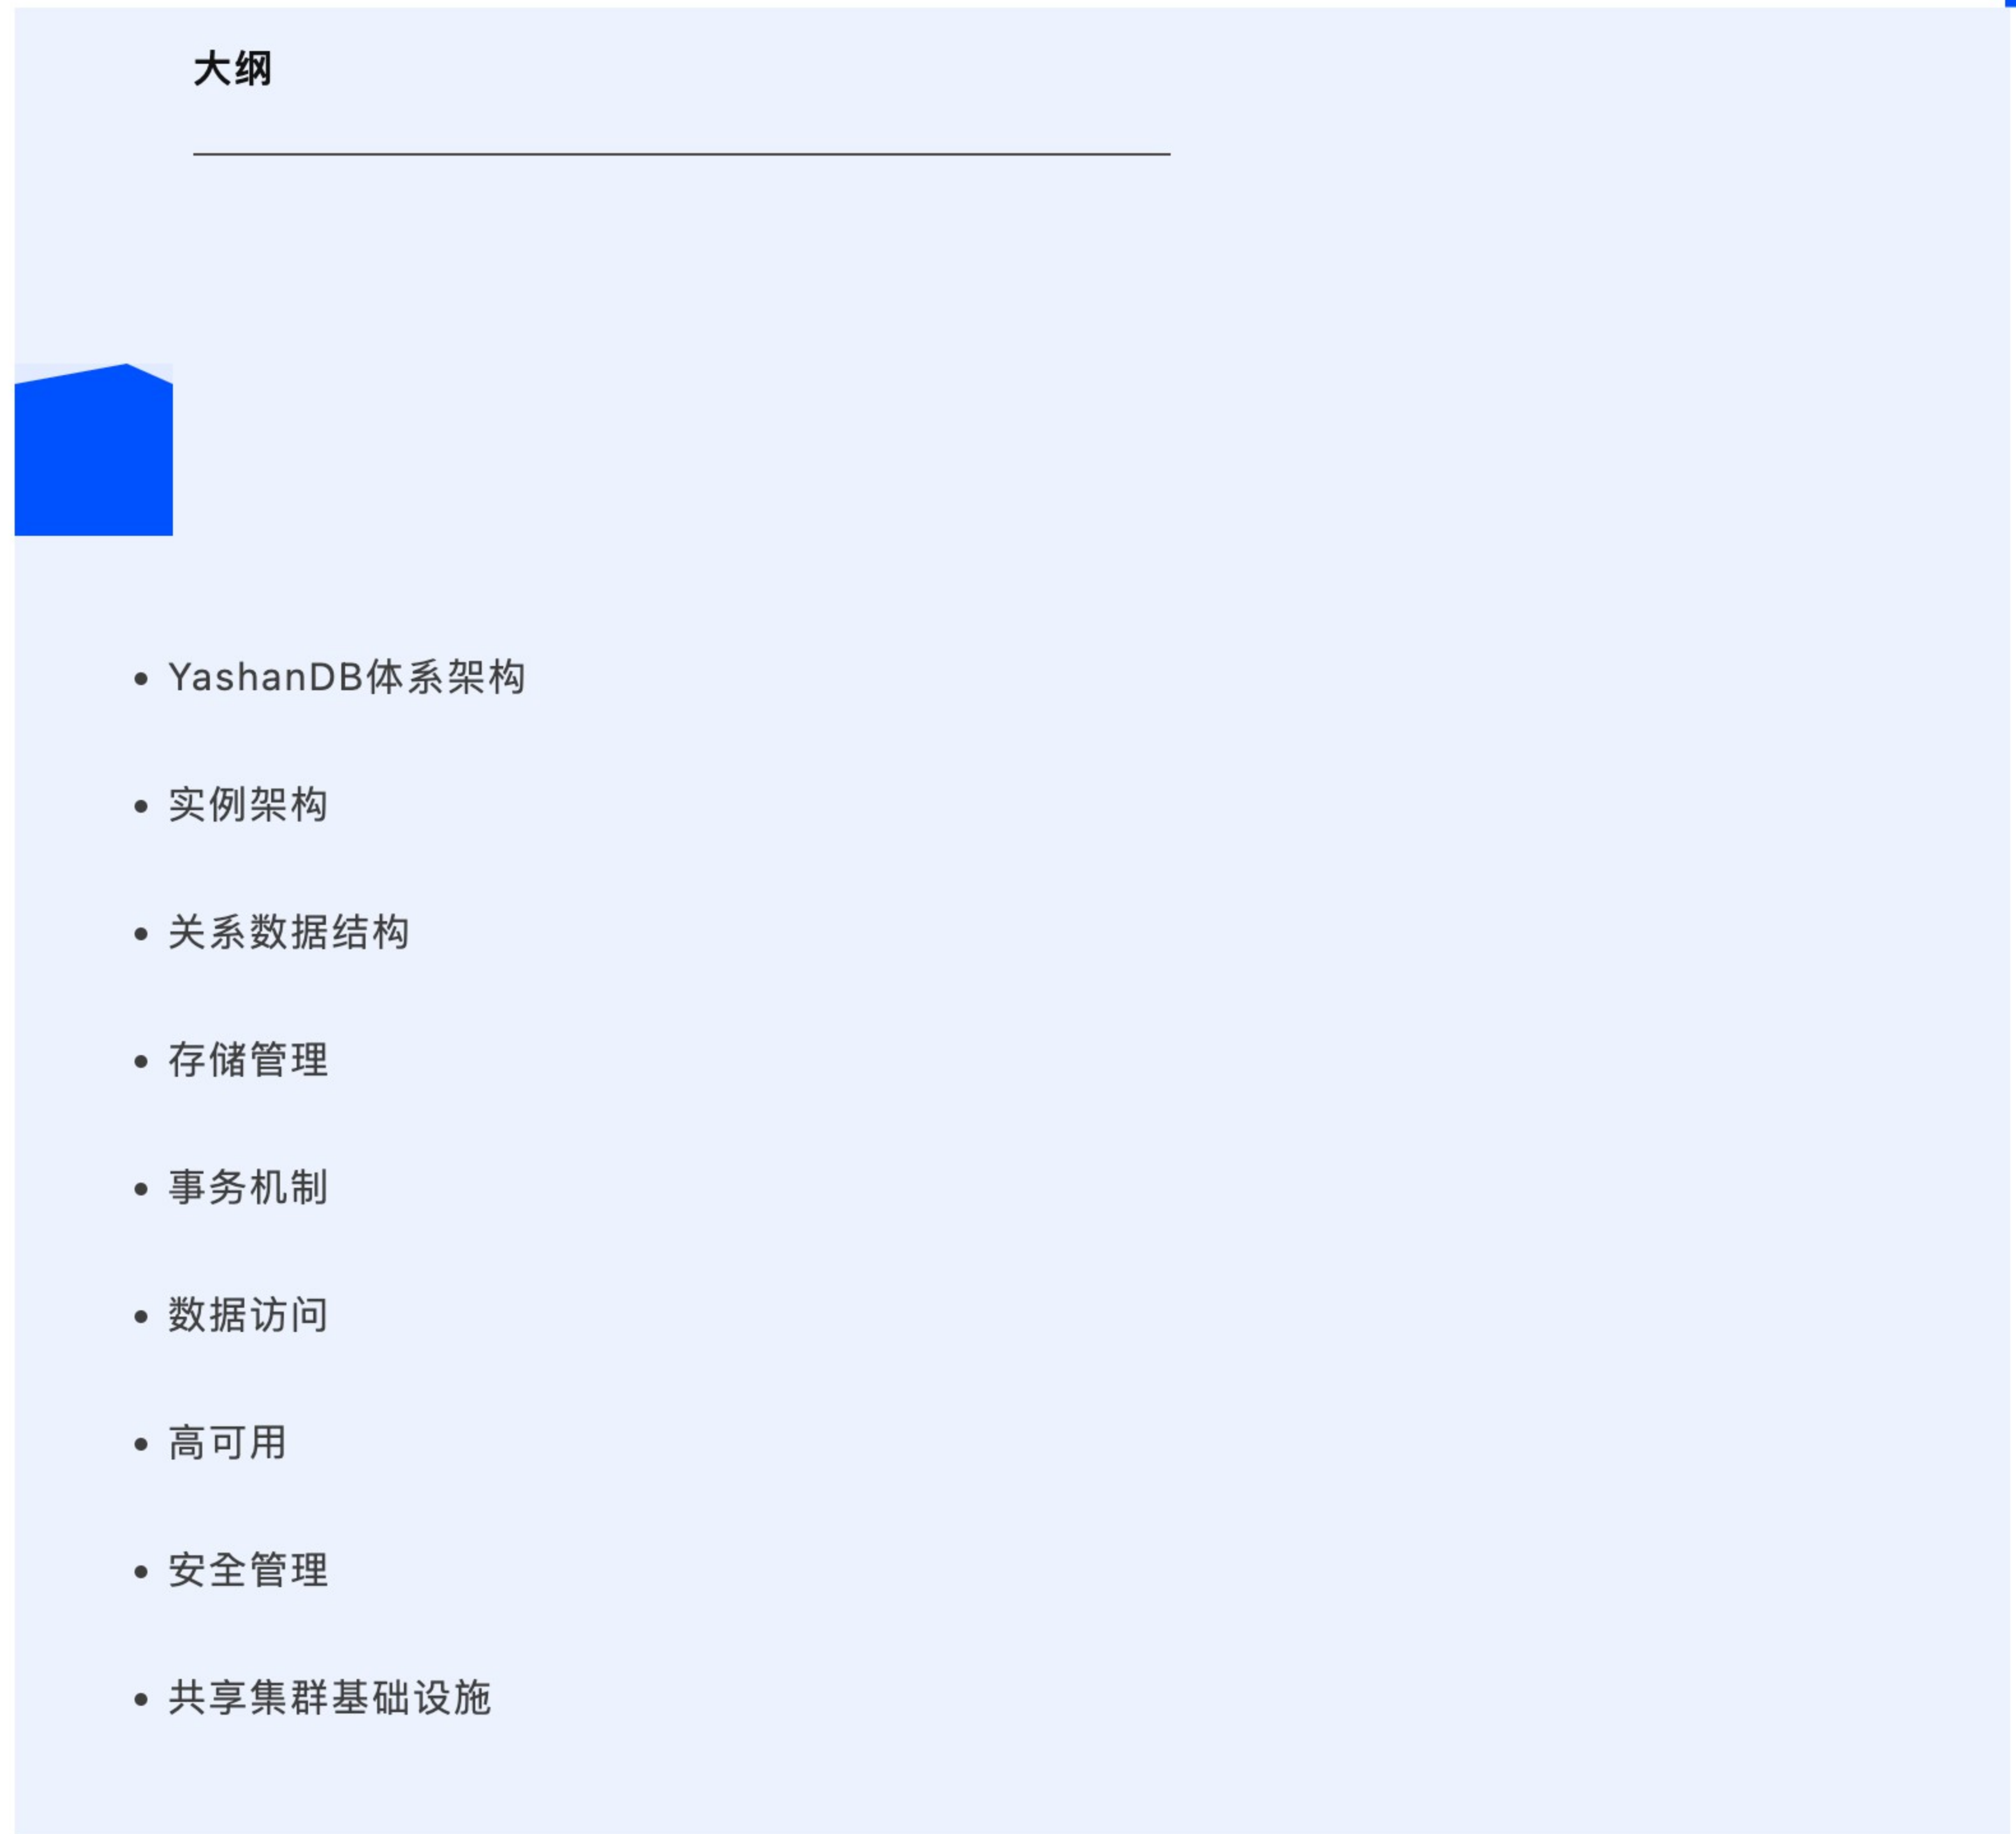 大纲
YashanDB体系架构
实例架构
关系数据结构
存储管理
事务机制
数据访问
高可用
安全管理
共享集群基础设施